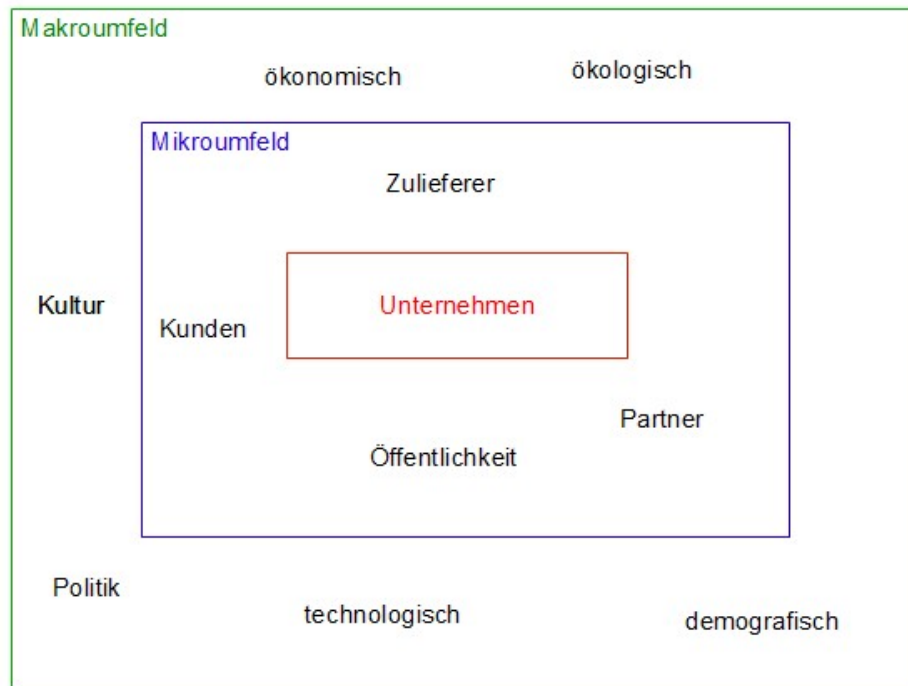 Makroumfeld
ökonomisch
ökologisch
Mikroumfeld
Zulieferer
Kultur
Kunden
Unternehmen
Partner
Öffentlichkeit
Politik
technologisch
demografisch